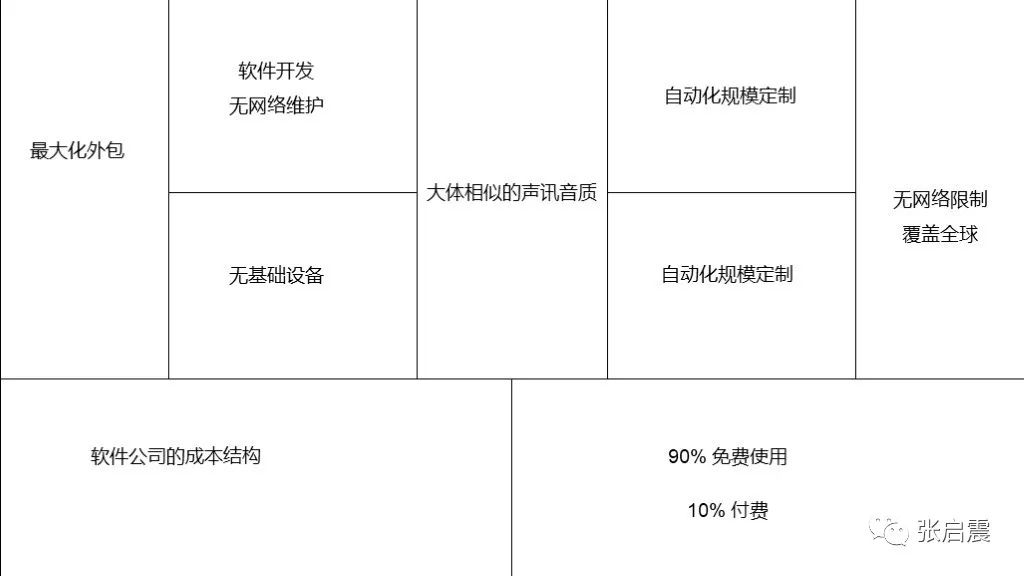 最大化外包
软件开发
无网络维护
无基础设备
大体相似的声讯音质
自动化规模定制
自动化规模定制
无网络限制
覆盖全球
软件公司的成本结构
90% 免费使用
10% 付费
张启震